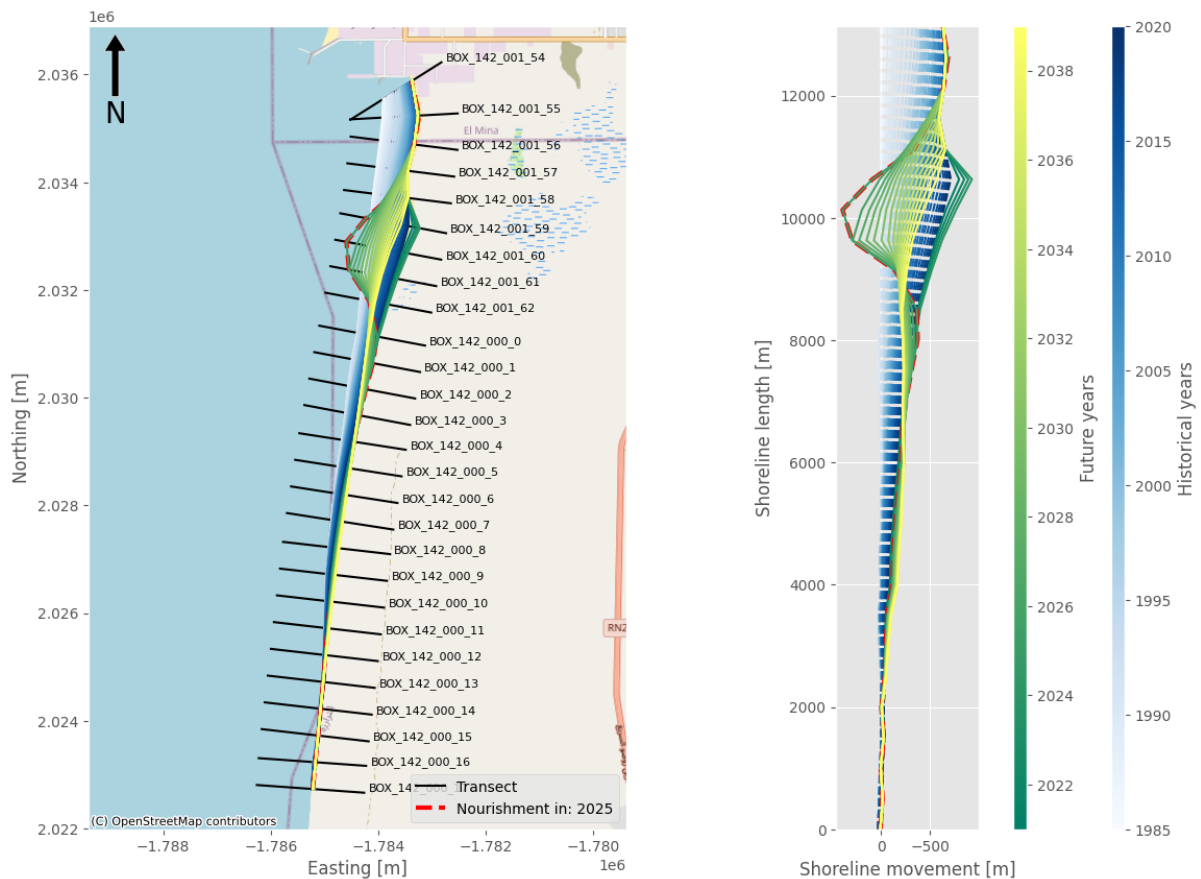 1e6
N
2.036
2.034
2.032
2.030
2.028
2.026
2.024
2.022
Northing [m]
BOX_142_001_54
BOX_142_001_55
El Mina
BOX_142_001_56
BOX_142_001_57
BOX_142_001_58
BOX_142_001_59
BOX_142_001_60
BOX_142_001_61
BOX_142_001_62
BOX_142_000_0
BOX_142_000_1
BOX_142_000_2
BOX_142_000_3
BOX_142_000_4
BOX_142_000_5
BOX_142_000_6
BOX_142_000_7
BOX_142_000_8
BOX_142_000_9
BOX_142_000_10
BOX_142_000_11
RN2
BOX_142_000_12
BOX_142_000_13
BOX_142_000_14
BOX_142_000_15
BOX_142_000_16
Transect
Nourishment in: 2025
(C) OpenStreetMap contributors
−1.788
−1.786
−1.784
−1.782
−1.780
1e6
Easting [m]
12000
10000
8000
6000
4000
2000
0
Shoreline length [m]
0
−500
Shoreline movement [m]
2038
2036
2034
2032
2030
2028
2026
2024
2022
Future years
2020
2015
2010
2005
2000
1995
1990
1985
Historical years